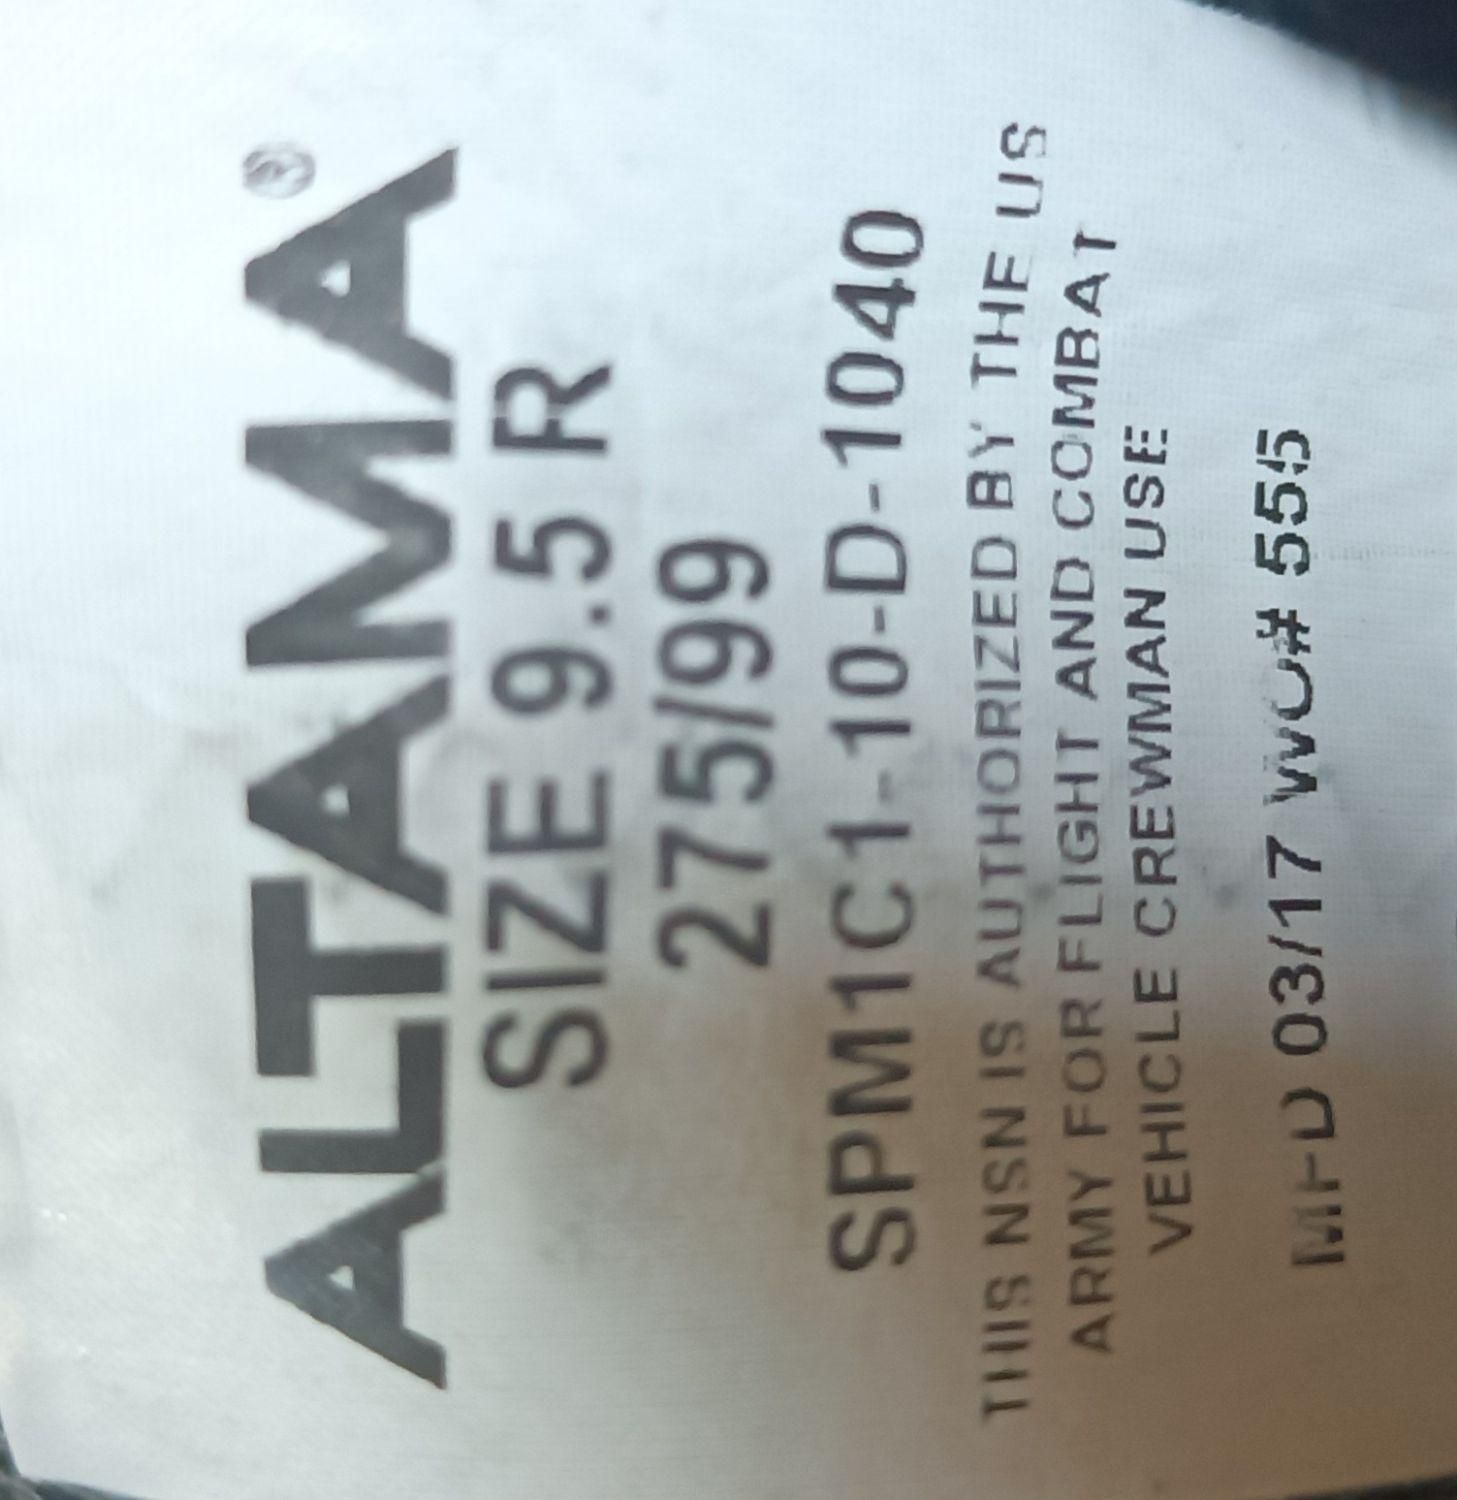 ALTAMA®
SIZE 9.5 R
275/99
SPM1C1-10-D-1040
THIS NSN IS AUTHORIZED BY THE US
ARMY FOR FLIGHT AND COMBAT
VEHICLE CREWMAN USE
MFD 03/17 WO# 555